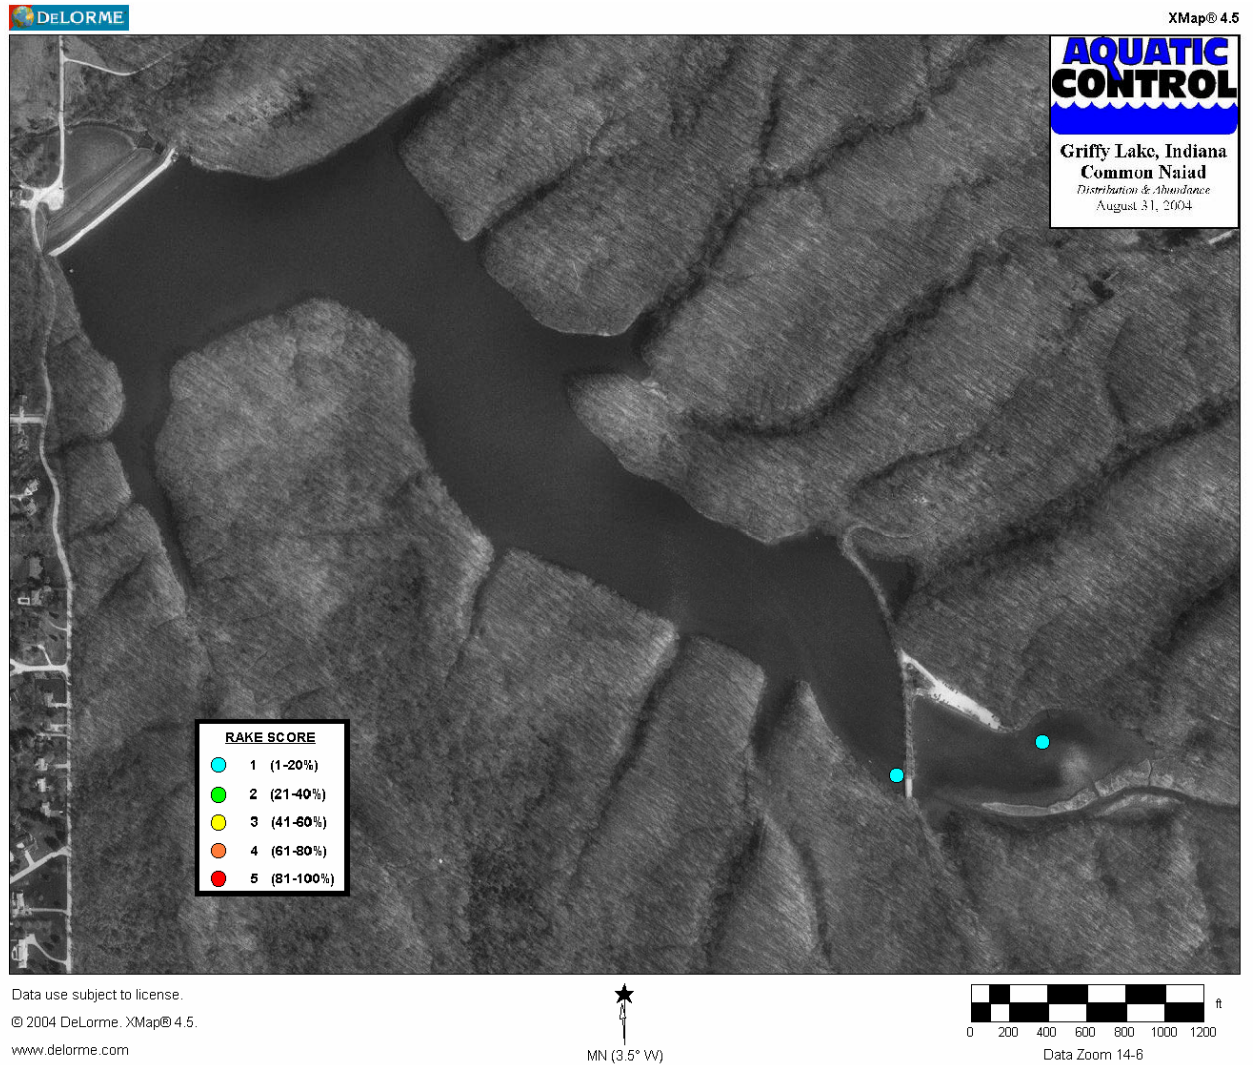 DELORME
XMap® 4.5
AQUATIC
CONTROL
Griffy Lake, Indiana
Common Naiad
Distribution & Abundance
August 31, 2004
RAKE SCORE
1 (1-20%)
2 (21-40%)
3 (41-60%)
4 (61-80%)
5 (81-100%)
Data use subject to license.
© 2004 DeLorme. XMap® 4.5.
www.delorme.com
MN (3.5° W)
ft
0 200 400 600 800 1000 1200
Data Zoom 14-6